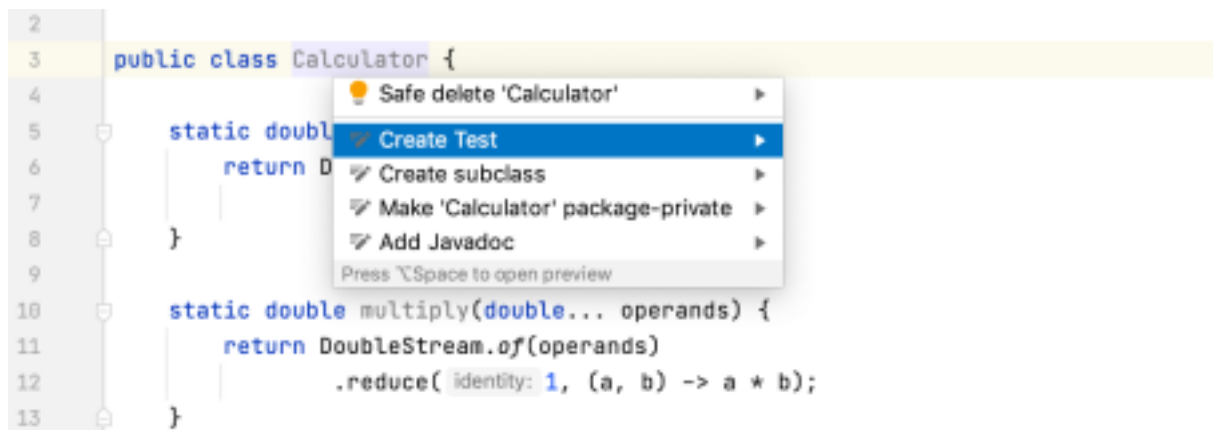 2
3 public class Calculator {
Safe delete 'Calculator'
4
5 static doubl
Create Test
6 return D
Create subclass
7
Make 'Calculator' package-private
8 }
Add Javadoc
9
Press ⌥Space to open preview
10 static double multiply(double... operands) {
11 return DoubleStream.of(operands)
12 .reduce( identity: 1, (a, b) -> a * b);
13 }